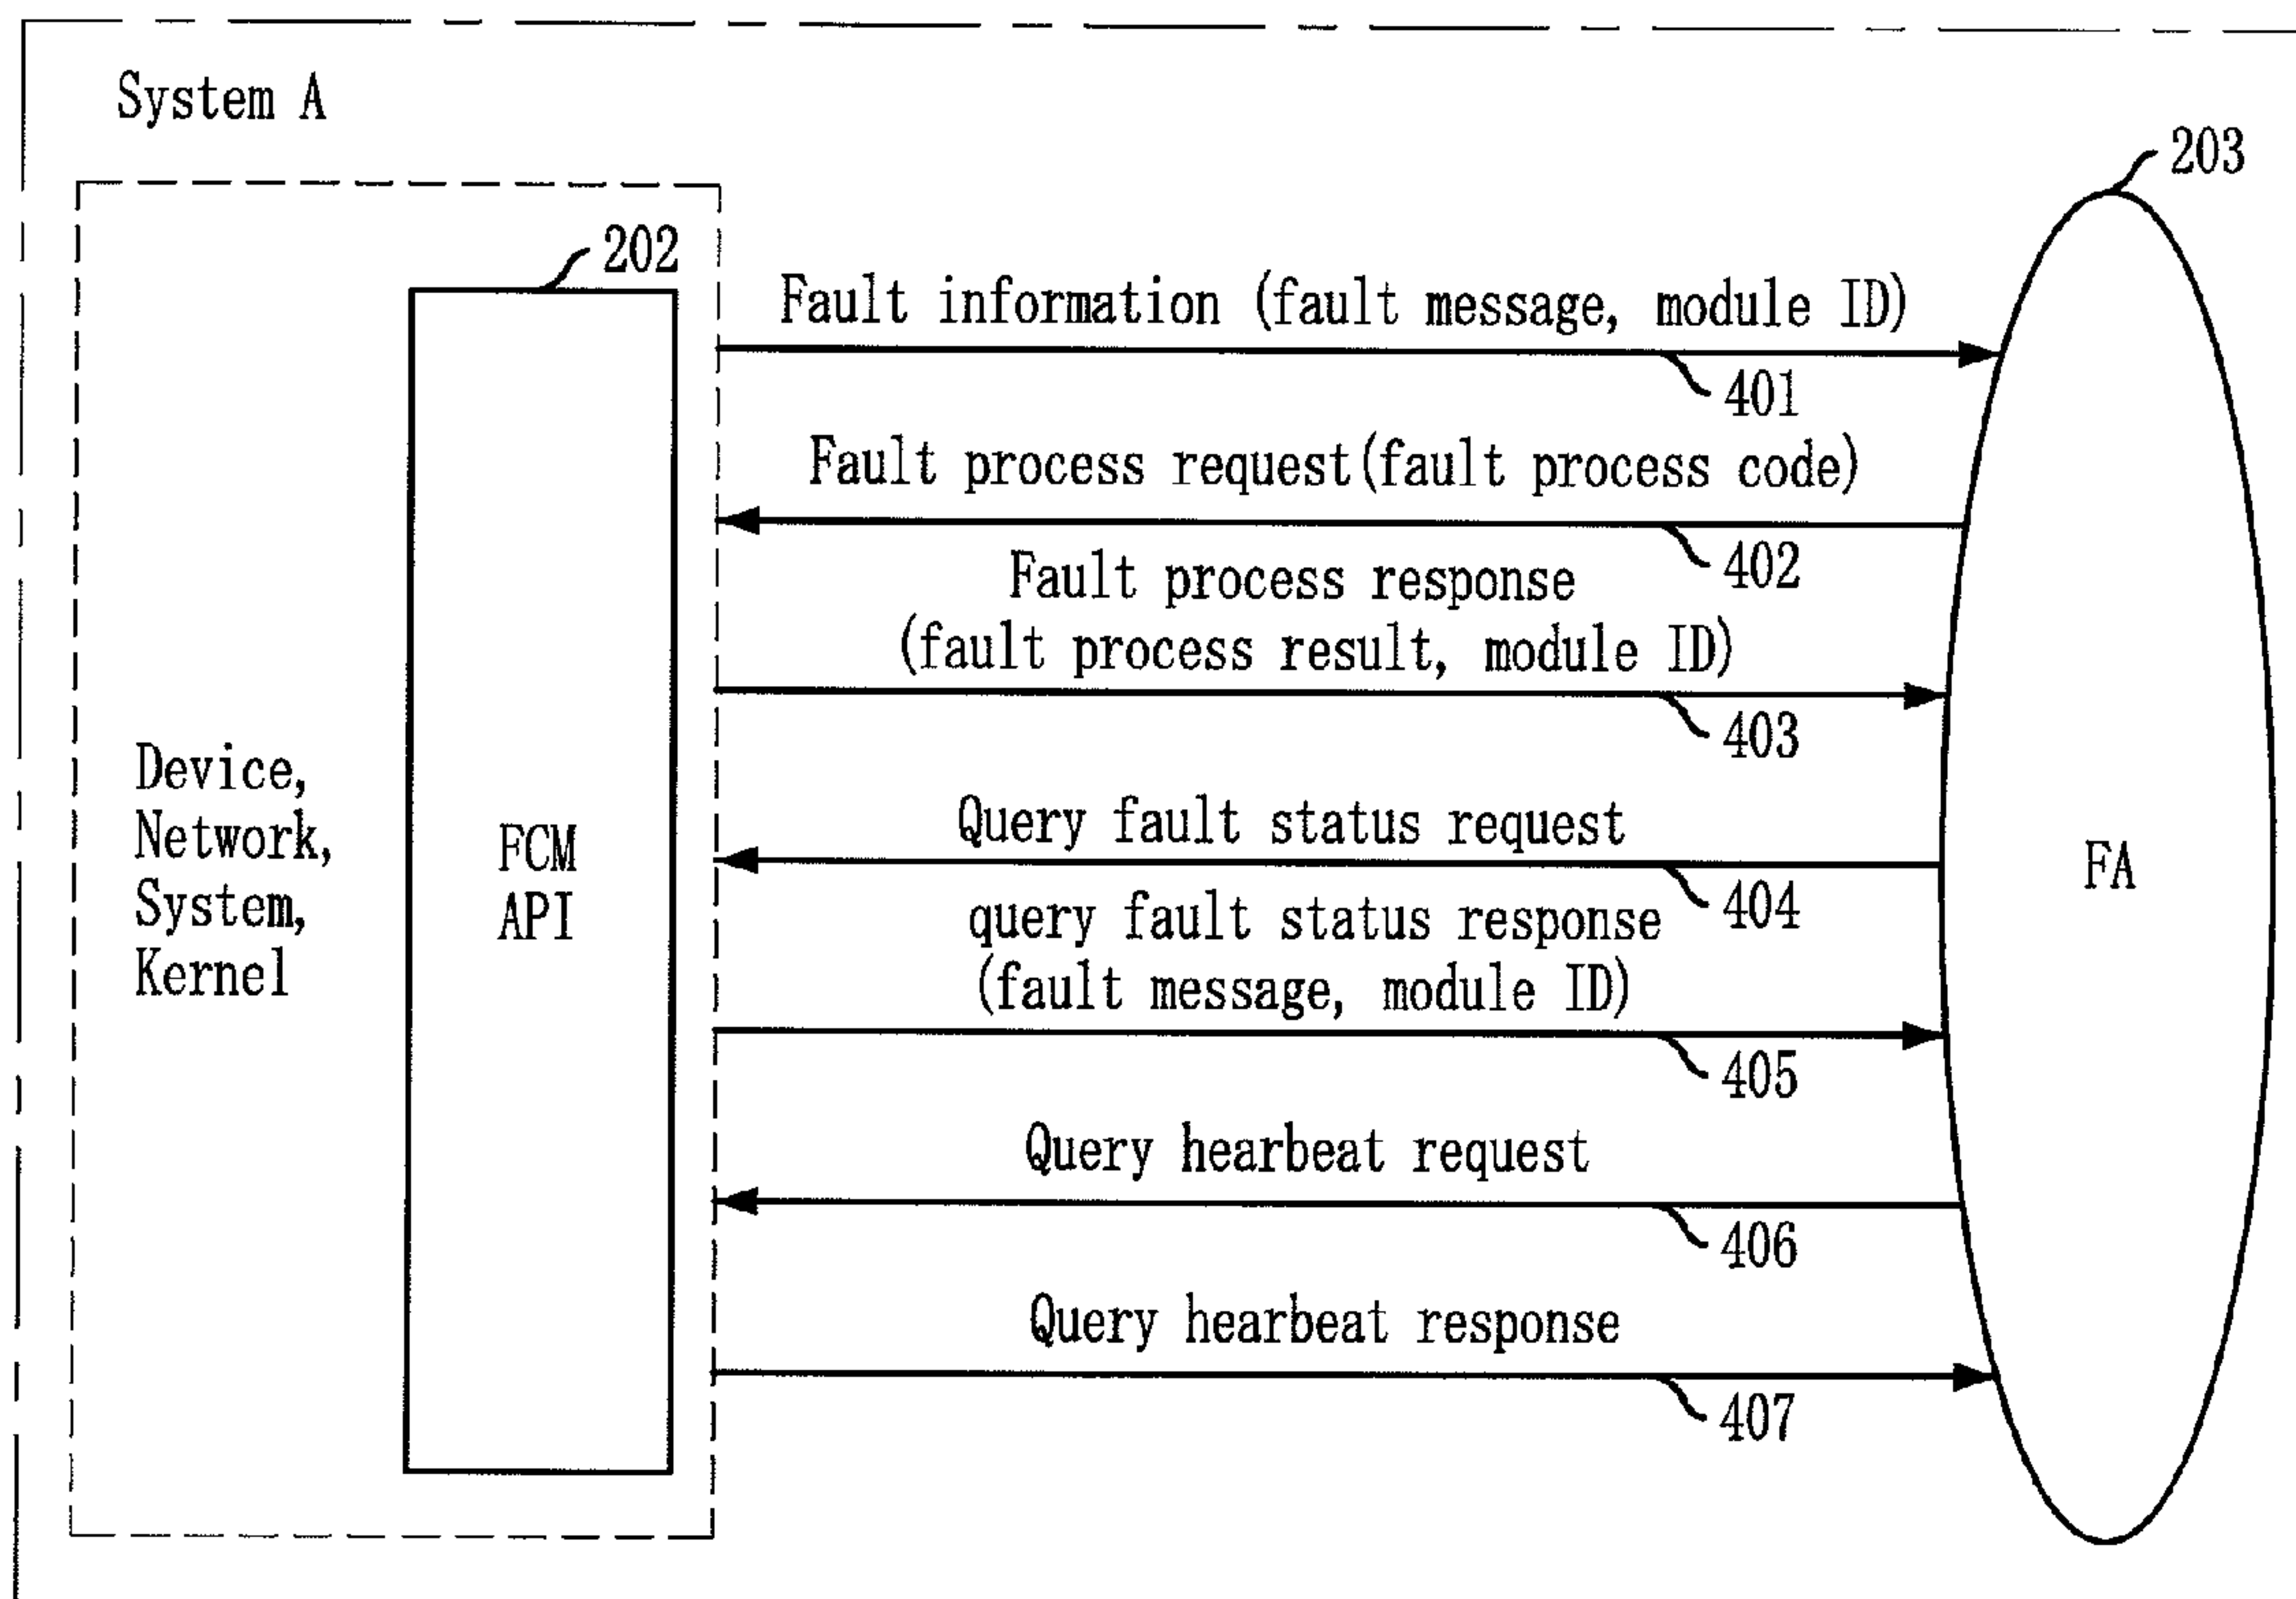 System A
203
202
Fault information (fault message, module ID)
401
Fault process request(fault process code)
402
Fault process response
(fault process result, module ID)
403
Device,
Network,
System,
Kernel
FCM
API
FA
Query fault status request
404
query fault status response
(fault message, module ID)
405
Query hearbeat request
406
Query hearbeat response
407